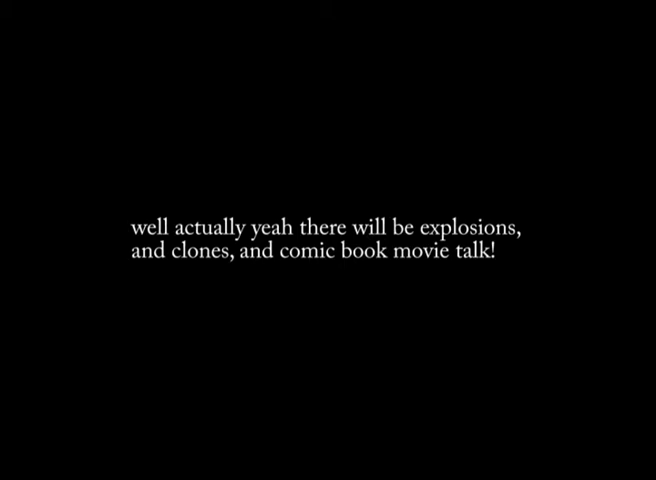 well actually yeah there will be explosions,
and clones, and comic book movie talk!